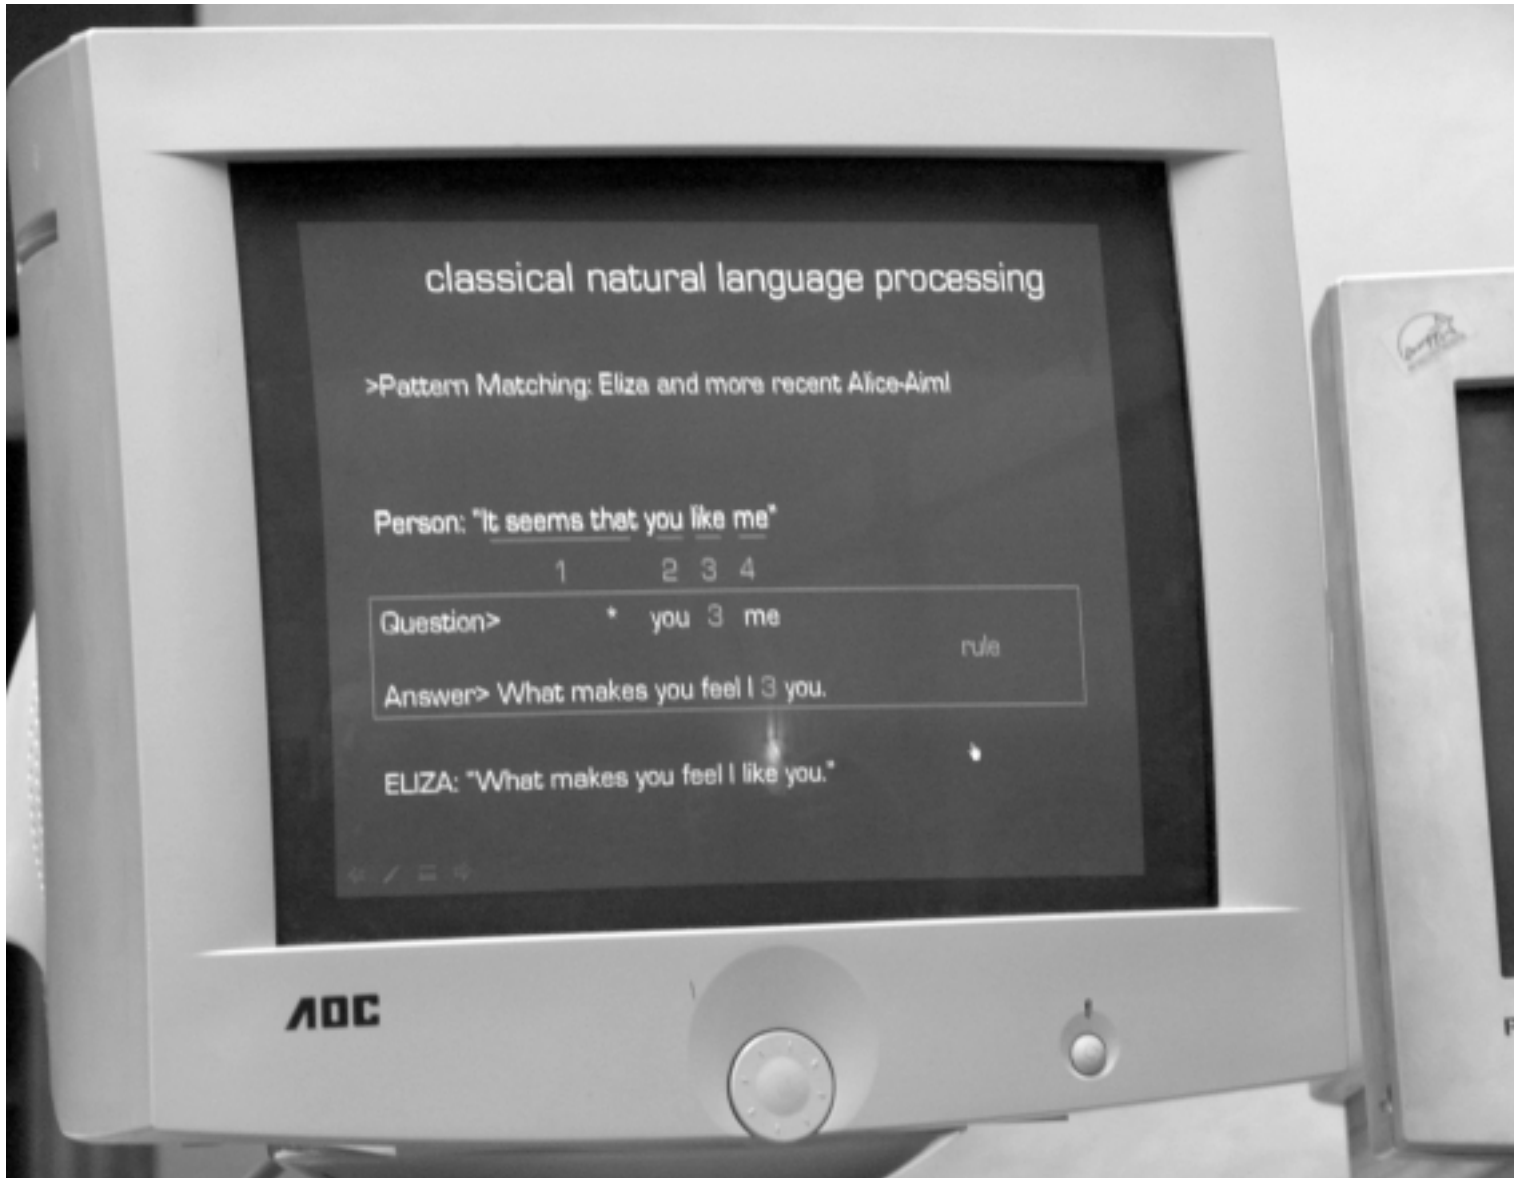 classical natural language processing
>Pattern Matching: Eliza and more recent Alice-Aiml
Person: "It seems that you like me"
1 2 3 4
Question> * you 3 me
rule
Answer> What makes you feel I 3 you.
ELIZA: "What makes you feel I like you."
AOC